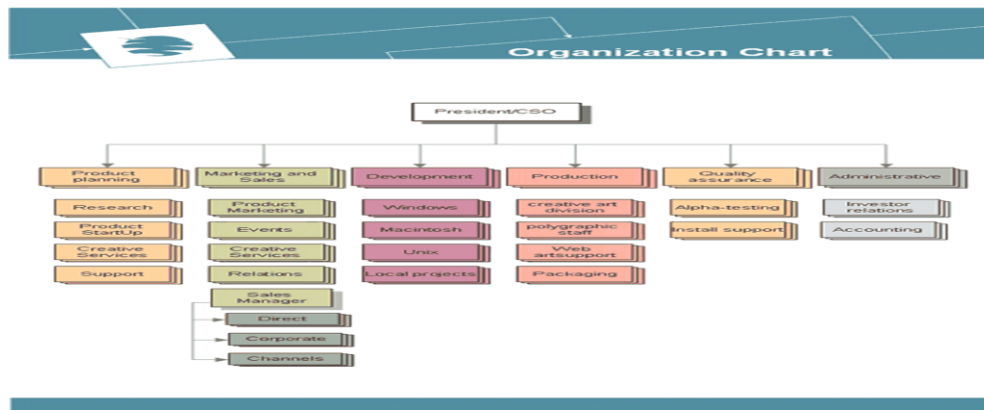 Organization Chart
President/CSO
Product
planning
Marketing and
Sales
Development
Production
Quality
assurance
Administrative
Research
Product
StartUp
Creative
Services
Support
Product
Marketing
Events
Creative
Services
Relations
Sales
Manager
Direct
Corporate
Channels
Windows
Macintosh
Unix
Local projects
creative art
division
polygraphic
staff
Web
artsupport
Packaging
Alpha-testing
Install support
Investor
relations
Accounting